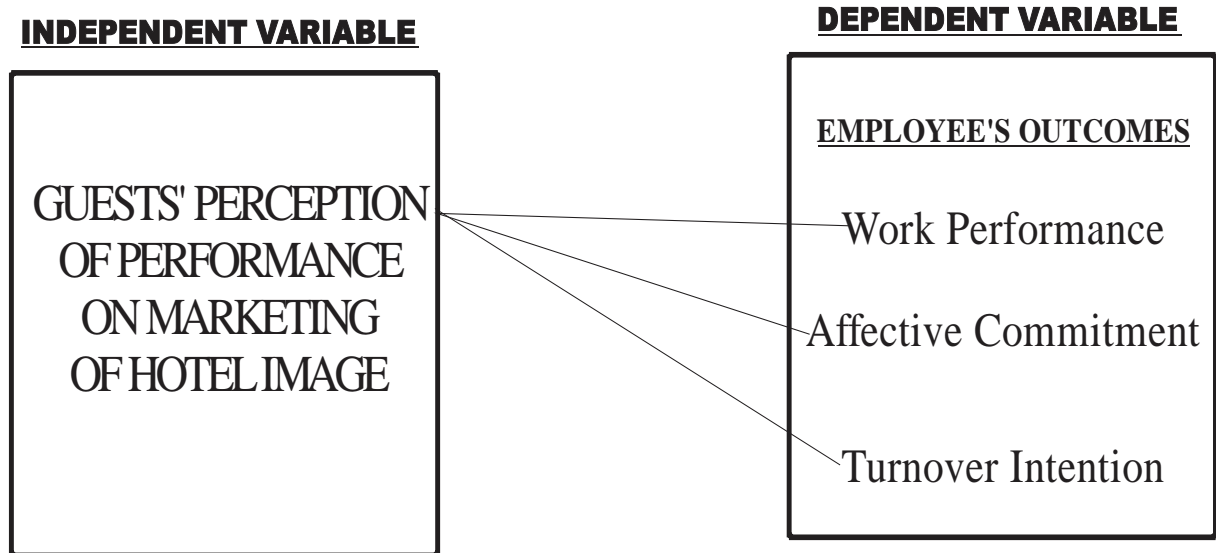 INDEPENDENT VARIABLE
GUESTS' PERCEPTION
OF PERFORMANCE
ON MARKETING
OF HOTEL IMAGE
DEPENDENT VARIABLE
EMPLOYEE'S OUTCOMES
Work Performance
Affective Commitment
Turnover Intention